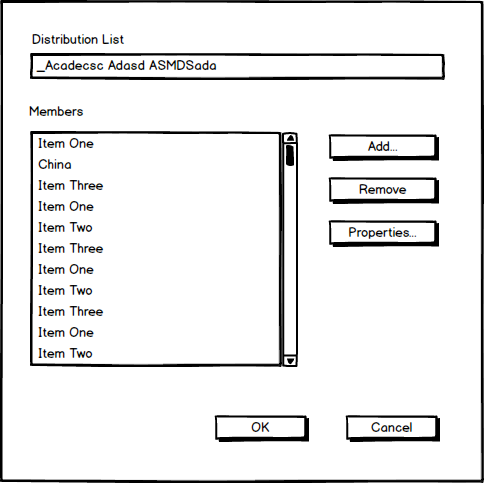 Distribution List
_Acadecsc Adasd ASMDSada
Members
Item One
China
Item Three
Item One
Item Two
Item Three
Item One
Item Two
Item Three
Item One
Item Two
Add...
Remove
Properties...
OK
Cancel